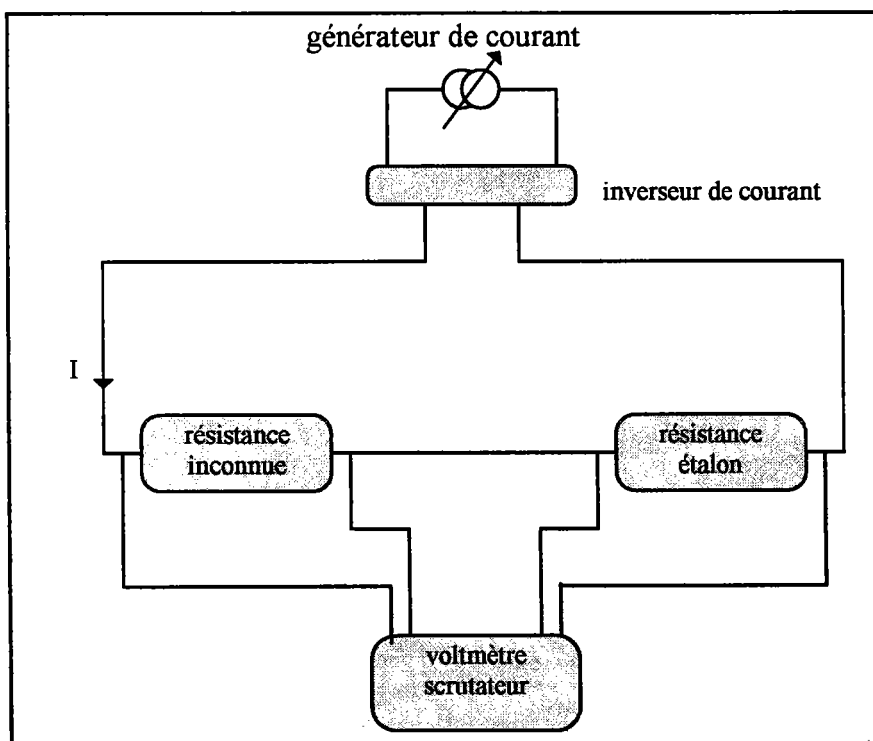 générateur de courant
inverseur de courant
I
résistance
inconnue
résistance
étalon
voltmètre
scrutateur